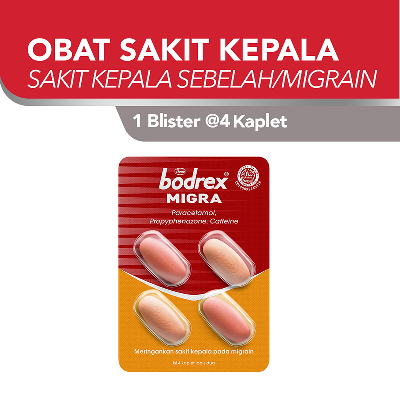 OBAT SAKIT KEPALA
SAKIT KEPALA SEBELAH/MIGRAIN
1 Blister @4 Kaplet
bodrex®
MIGRA
Paracetamol,
Propyphenazone, Caffeine
Meringankan sakit kepala pada migrain